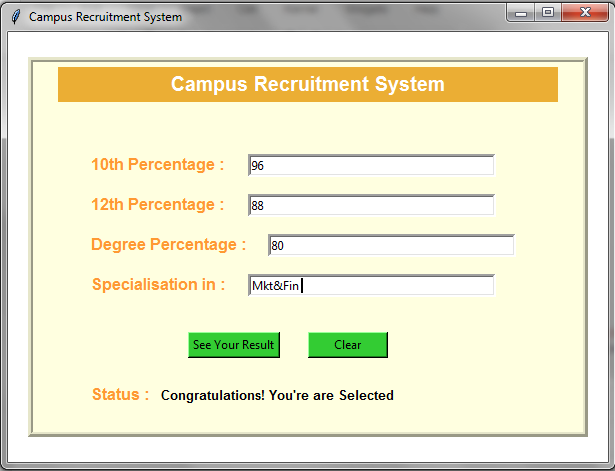 Campus Recruitment System
Campus Recruitment System
10th Percentage : 96
12th Percentage : 88
Degree Percentage : 80
Specialisation in : Mkt&Fin
See Your Result Clear
Status : Congratulations! You're are Selected